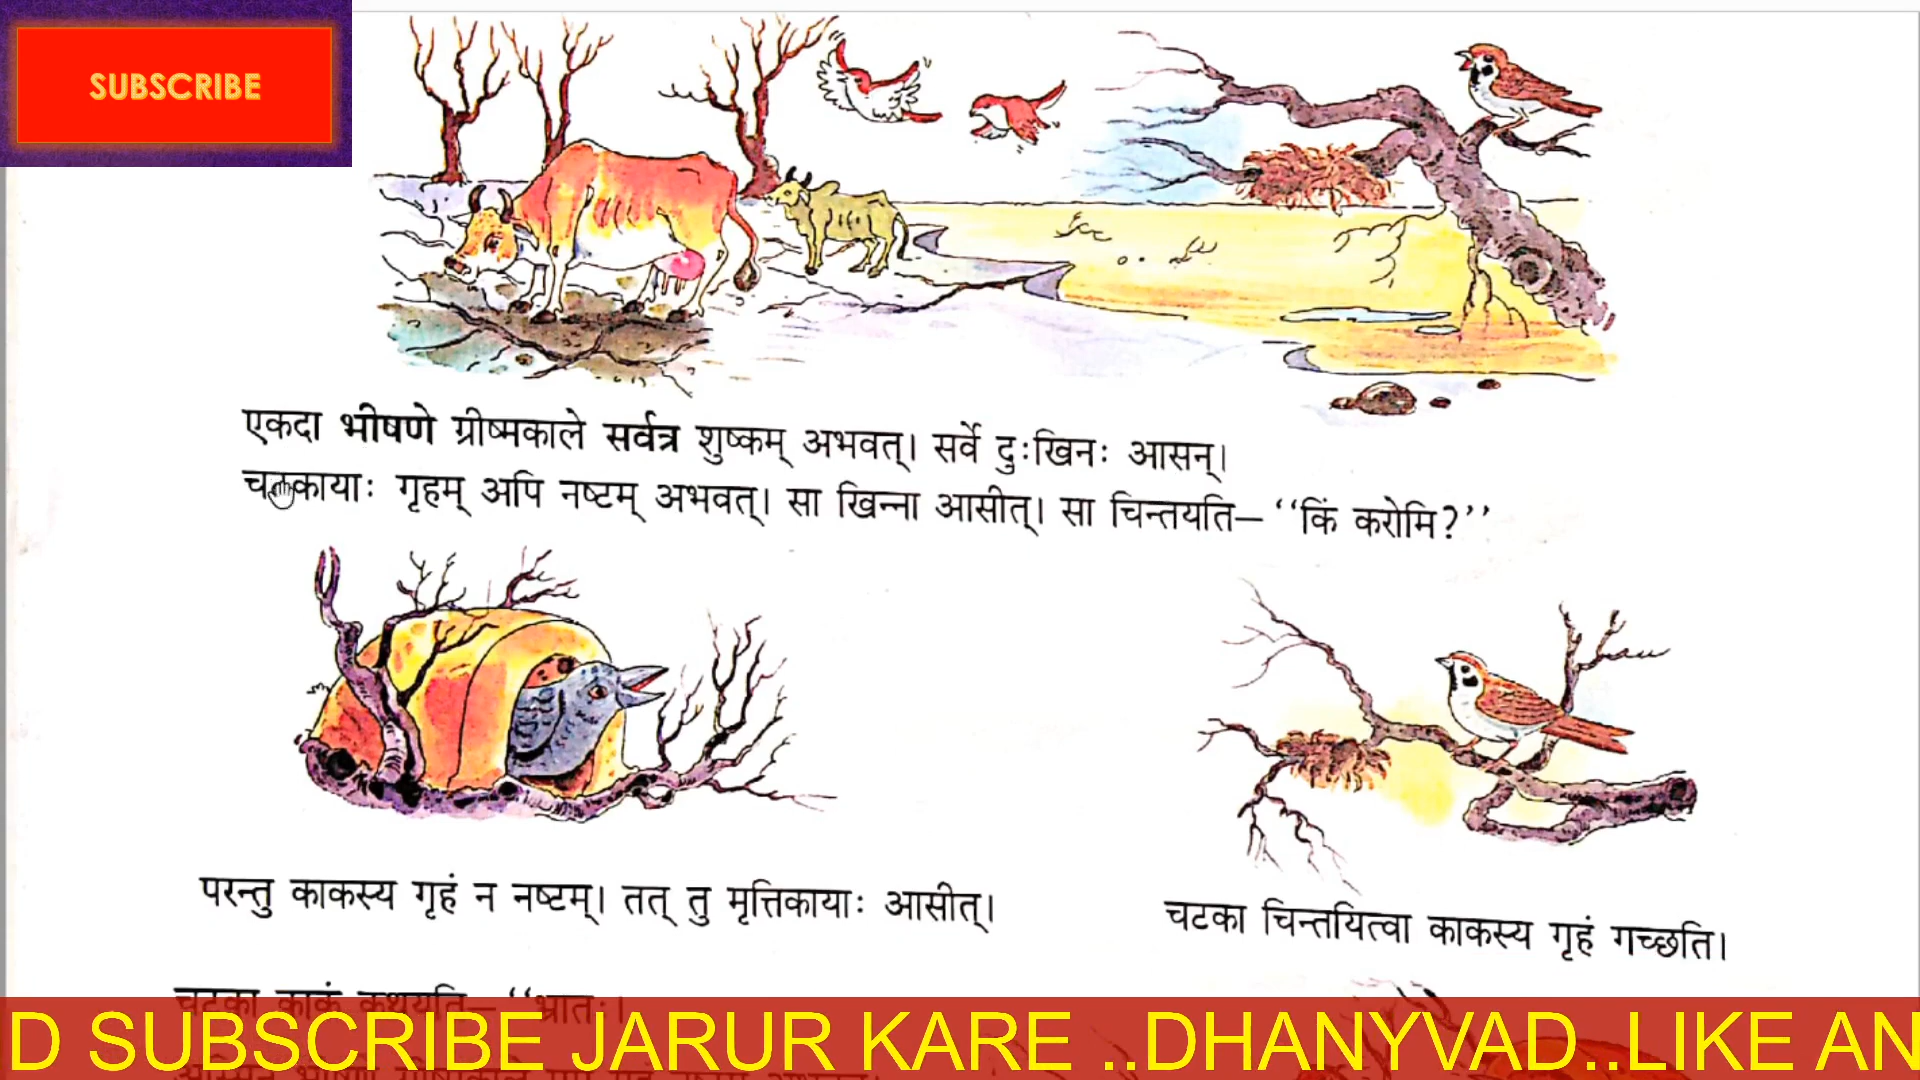 SUBSCRIBE
एकदा भीषणे ग्रीष्मकाले सर्वत्र शुष्कम् अभवत्। सर्वे दुःखिनः आसन्।
गृहम् अपि नष्टम् अभवत्। सा खिन्ना आसीत्। सा चिन्तयति– ‘‘किं करोमि?’’
परन्तु काकस्य गृहं न नष्टम्। तत् तु मृत्तिकायाः आसीत्।
चटका चिन्तयित्वा काकस्य गृहं गच्छति।
चटका काकं कथयति– ‘‘भ्रातः।
D SUBSCRIBE JARUR KARE ..DHANYVAD..LIKE AN